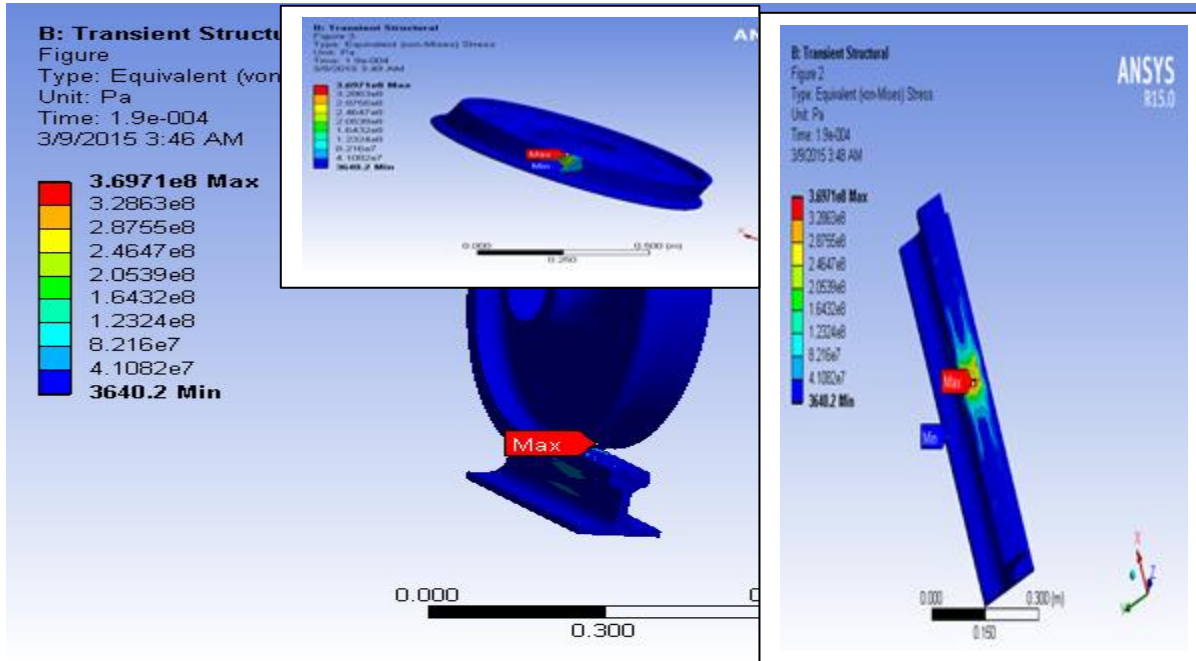 B: Transient Structu
Figure
Type: Equivalent (von
Unit: Pa
Time: 1.9e-004
3/9/2015 3:46 AM
3.6971e8 Max
3.2863e8
2.8755e8
2.4647e8
2.0539e8
1.6432e8
1.2324e8
8.216e7
4.1082e7
3640.2 Min
Max
0.000
0.300
B: Transient Structural
Figure 3
Type: Equivalent (von-Mises) Stress
Unit: Pa
Time: 1.9e-004
3/9/2015 3:49 AM
AN
3.6971e8 Max
3.2863e8
2.8755e8
2.4647e8
2.0539e8
1.6432e8
1.2324e8
8.216e7
4.1082e7
3640.2 Min
Max
Min
0.000
0.500 (m)
0.250
B: Transient Structural
Figure 2
Type: Equivalent (von-Mises) Stress
Unit: Pa
Time: 1.9e-004
3/9/2015 3:48 AM
ANSYS
R15.0
3.6971e8 Max
3.2863e8
2.8755e8
2.4647e8
2.0539e8
1.6432e8
1.2324e8
8.216e7
4.1082e7
3640.2 Min
Max
Min
0.000
0.300 (m)
0.150
X
Z
Y